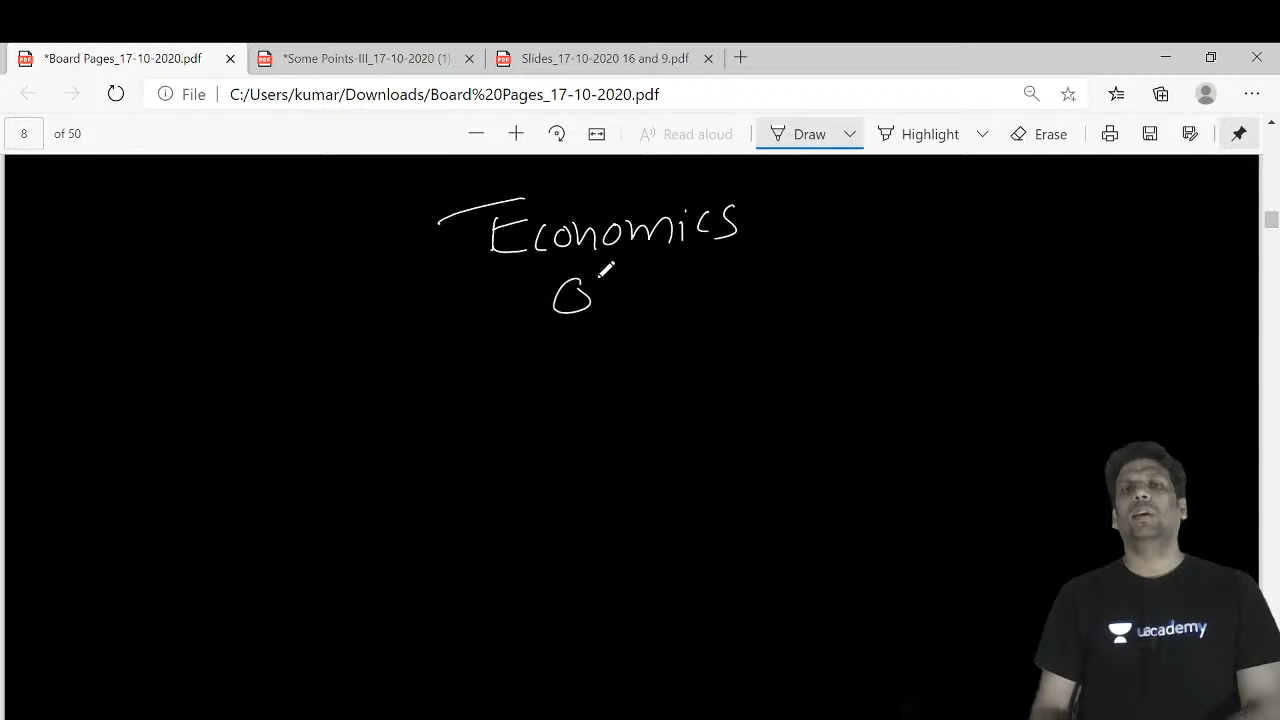 *Board Pages_17-10-2020.pdf
*Some Points-III_17-10-2020 (1).
Slides_17-10-2020 16 and 9.pdf
File C:/Users/kumar/Downloads/Board%20Pages_17-10-2020.pdf
8 of 50 Read aloud Draw Highlight Erase
Economics
O
unacademy